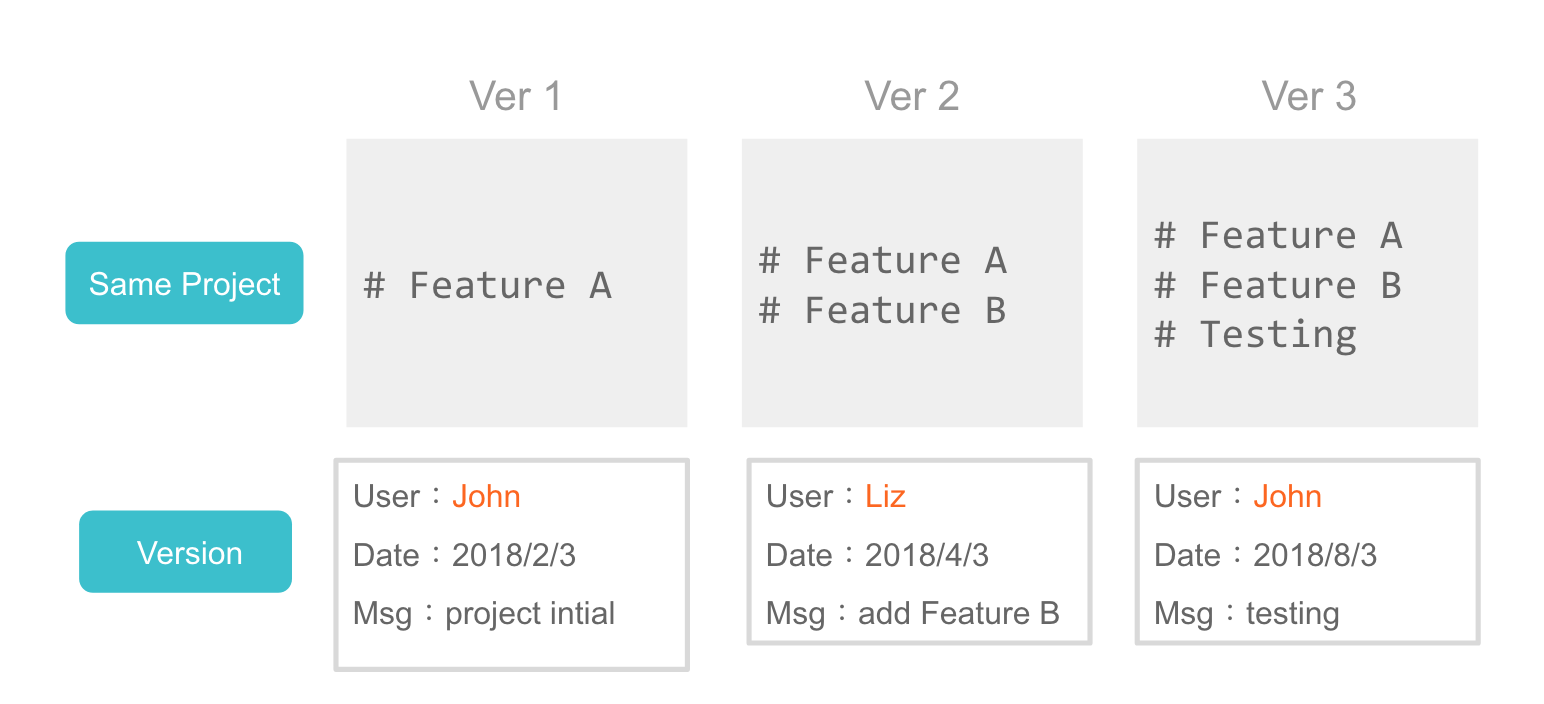 Ver 1
Ver 2
Ver 3
Same Project
# Feature A
# Feature A
# Feature B
# Feature A
# Feature B
# Testing
Version
User：John
Date：2018/2/3
Msg：project intial
User：Liz
Date：2018/4/3
Msg：add Feature B
User：John
Date：2018/8/3
Msg：testing